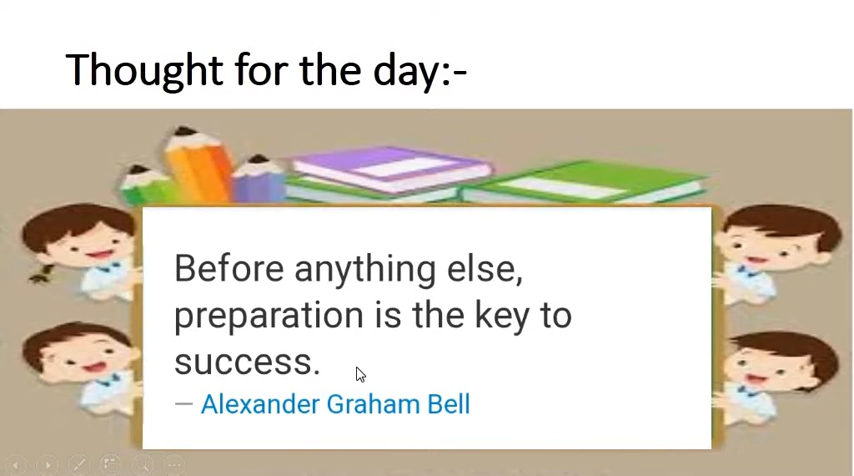 Thought for the day:-
Before anything else,
preparation is the key to
success.
— Alexander Graham Bell